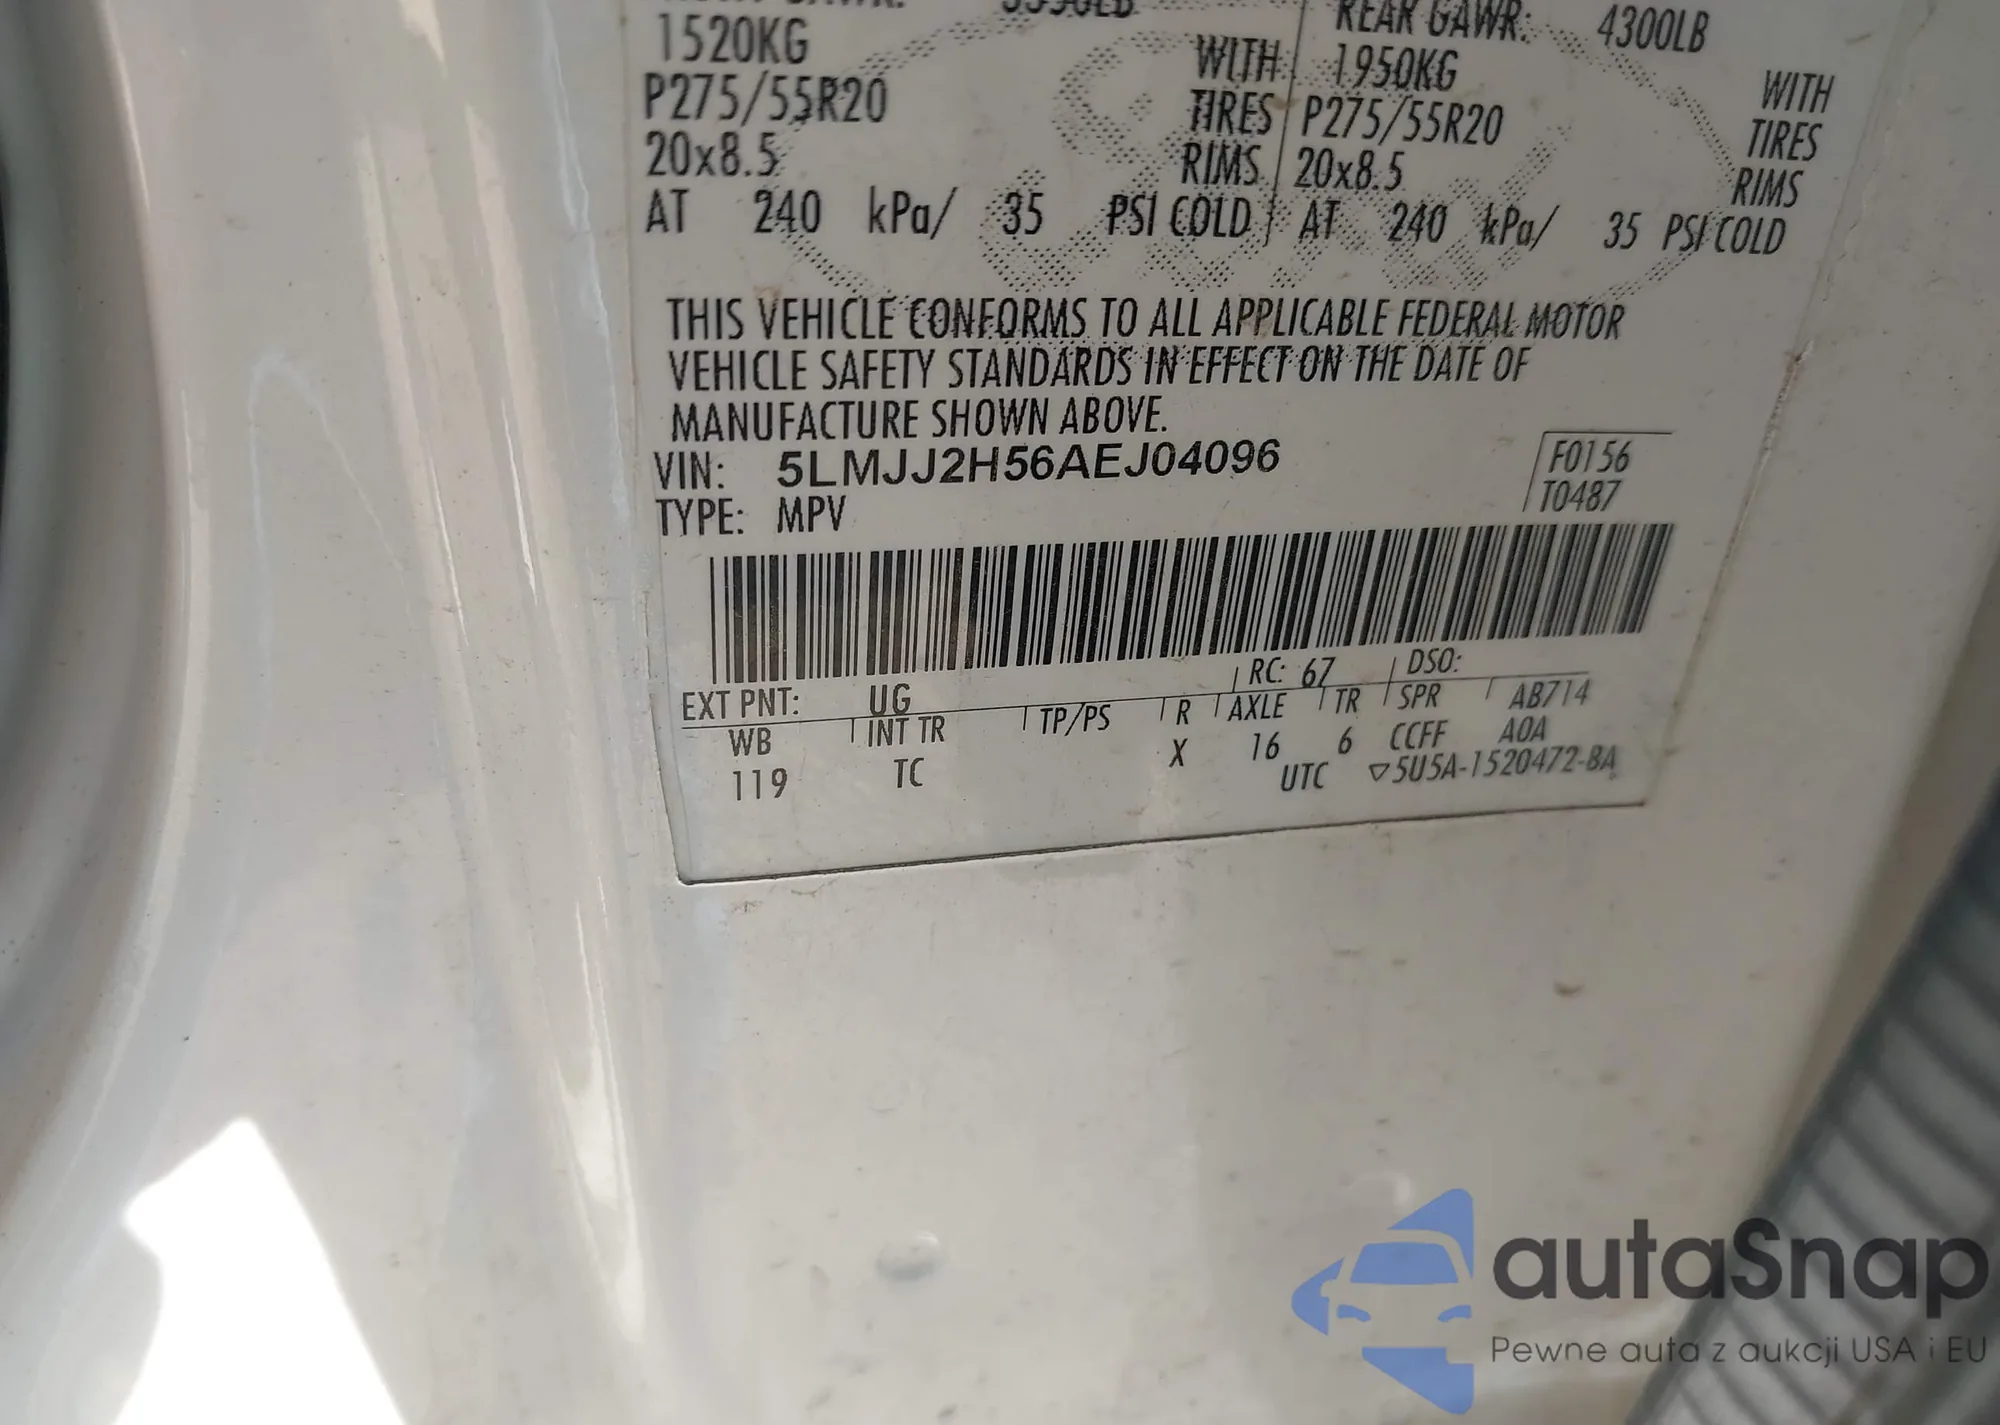 REAR GAWR: 4300LB
1520KG WITH 1950KG WITH
P275/55R20 TIRES P275/55R20 TIRES
20x8.5 RIMS 20x8.5 RIMS
AT 240 kPa/ 35 PSI COLD AT 240 kPa/ 35 PSI COLD
THIS VEHICLE CONFORMS TO ALL APPLICABLE FEDERAL MOTOR
VEHICLE SAFETY STANDARDS IN EFFECT ON THE DATE OF
MANUFACTURE SHOWN ABOVE.
VIN: 5LMJJ2H56AEJ04096 F0156
TYPE: MPV T0487
EXT PNT: UG RC: 67 DSO:
WB INT TR TP/PS R AXLE TR SPR AB714
119 TC X 16 6 CCFF A0A
UTC ▽5U5A-1520472-BA
autaSnap
Pewne auta z aukcji USA i EU